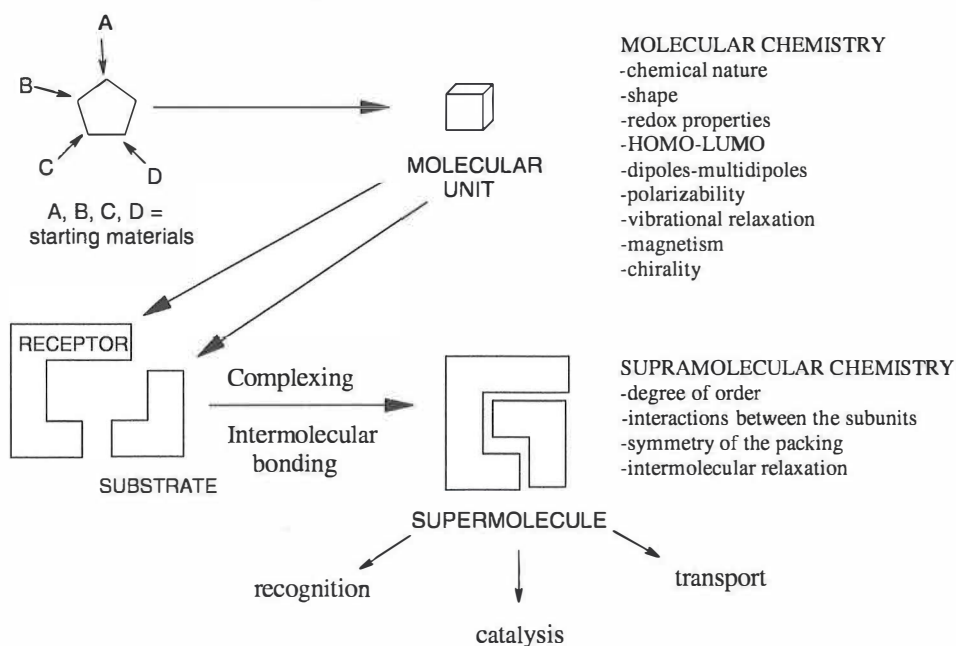 A
B
C
D
A, B, C, D =
starting materials
MOLECULAR
UNIT
MOLECULAR CHEMISTRY
-chemical nature
-shape
-redox properties
-HOMO-LUMO
-dipoles-multidipoles
-polarizability
-vibrational relaxation
-magnetism
-chirality
RECEPTOR
SUBSTRATE
Complexing
Intermolecular
bonding
SUPERMOLECULE
SUPRAMOLECULAR CHEMISTRY
-degree of order
-interactions between the subunits
-symmetry of the packing
-intermolecular relaxation
recognition
catalysis
transport